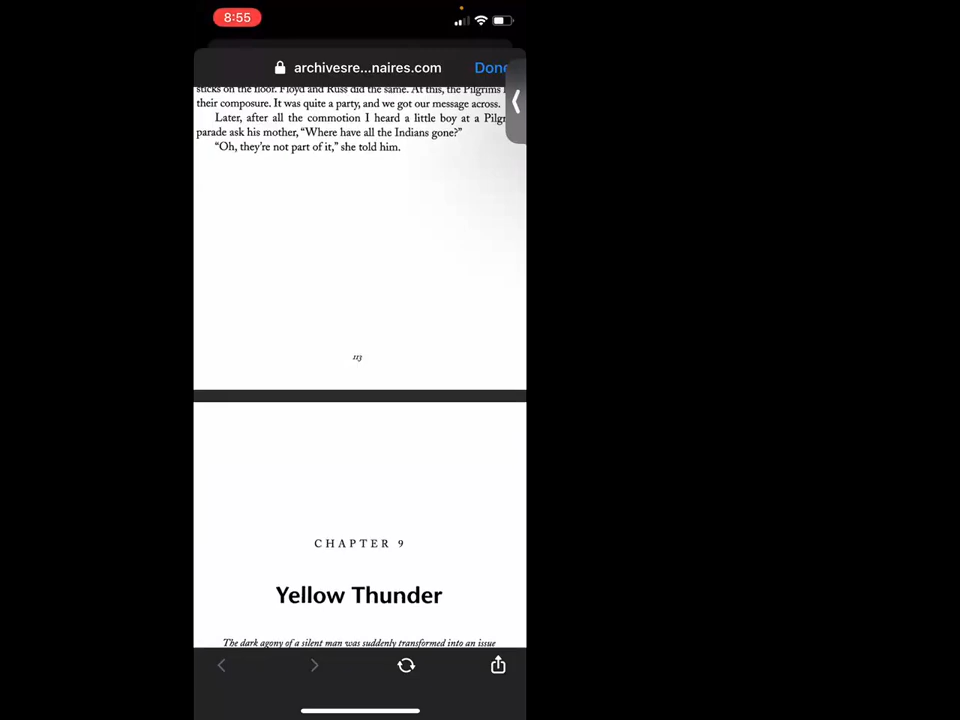 8:55
archivesre...naires.com
Done
sticks on the floor. Floyd and Russ did the same. At this, the Pilgrims
their composure. It was quite a party, and we got our message across.
Later, after all the commotion I heard a little boy at a Pilgr
parade ask his mother, “Where have all the Indians gone?”
“Oh, they're not part of it,” she told him.
113
CHAPTER 9
Yellow Thunder
The dark agony of a silent man was suddenly transformed into an issue